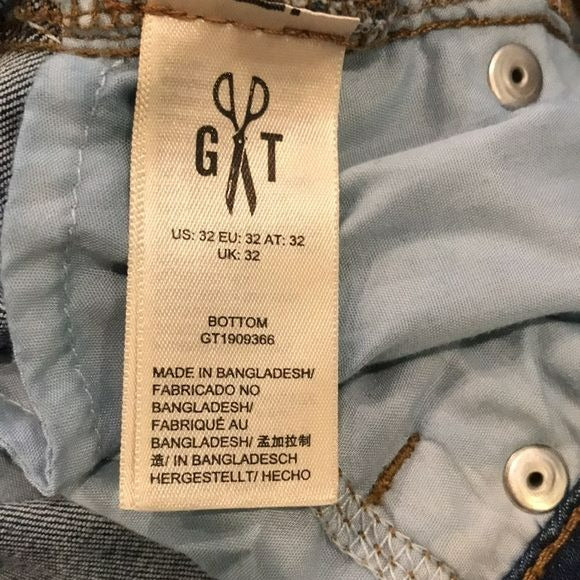 G T
US: 32 EU: 32 AT: 32
UK: 32
BOTTOM
GT1909366
MADE IN BANGLADESH/
FABRICADO NO
BANGLADESH/
FABRIQUÉ AU
BANGLADESH/ 孟加拉制
造/ IN BANGLADESCH
HERGESTELLT/ HECHO